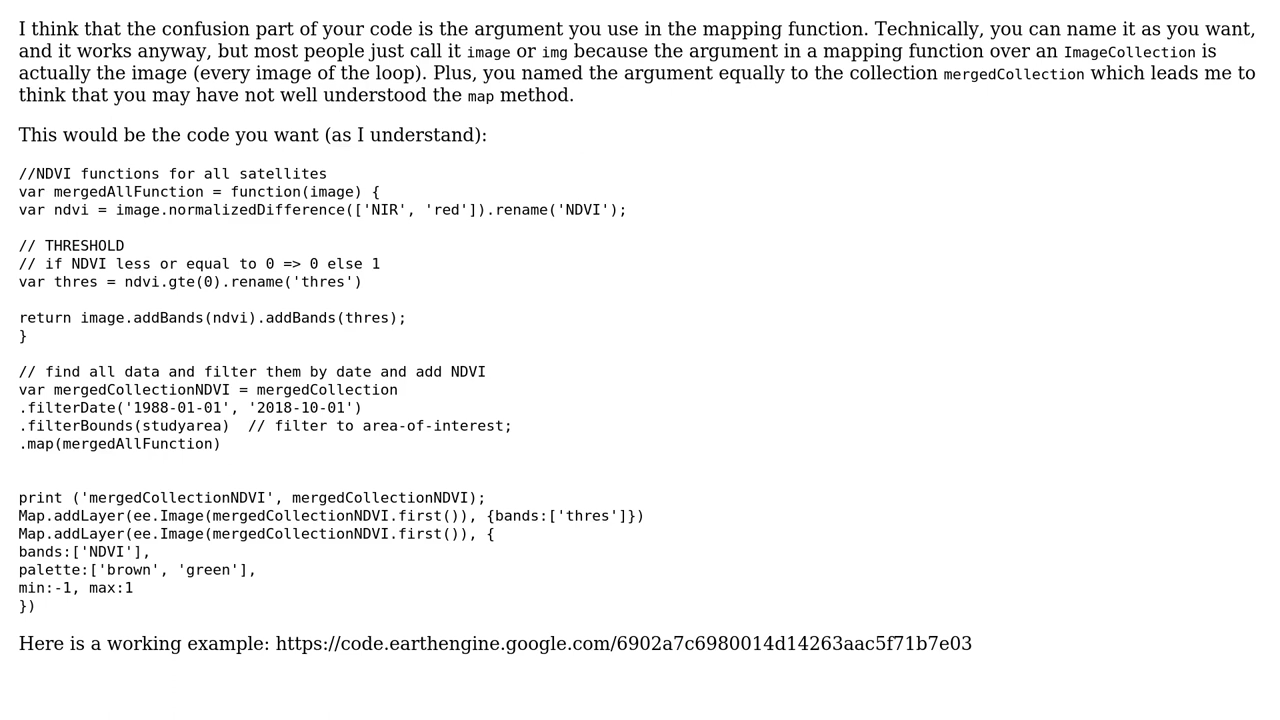 I think that the confusion part of your code is the argument you use in the mapping function. Technically, you can name it as you want,
and it works anyway, but most people just call it image or img because the argument in a mapping function over an ImageCollection is
actually the image (every image of the loop). Plus, you named the argument equally to the collection mergedCollection which leads me to
think that you may have not well understood the map method.
This would be the code you want (as I understand):
//NDVI functions for all satellites
var mergedAllFunction = function(image) {
var ndvi = image.normalizedDifference(['NIR', 'red']).rename('NDVI');
// THRESHOLD
// if NDVI less or equal to 0 => 0 else 1
var thres = ndvi.gte(0).rename('thres')
return image.addBands(ndvi).addBands(thres);
}
// find all data and filter them by date and add NDVI
var mergedCollectionNDVI = mergedCollection
.filterDate('1988-01-01', '2018-10-01')
.filterBounds(studyarea)  // filter to area-of-interest;
.map(mergedAllFunction)
print ('mergedCollectionNDVI', mergedCollectionNDVI);
Map.addLayer(ee.Image(mergedCollectionNDVI.first()), {bands:['thres']})
Map.addLayer(ee.Image(mergedCollectionNDVI.first()), {
bands:['NDVI'],
palette:['brown', 'green'],
min:-1, max:1
})
Here is a working example: https://code.earthengine.google.com/6902a7c6980014d14263aac5f71b7e03